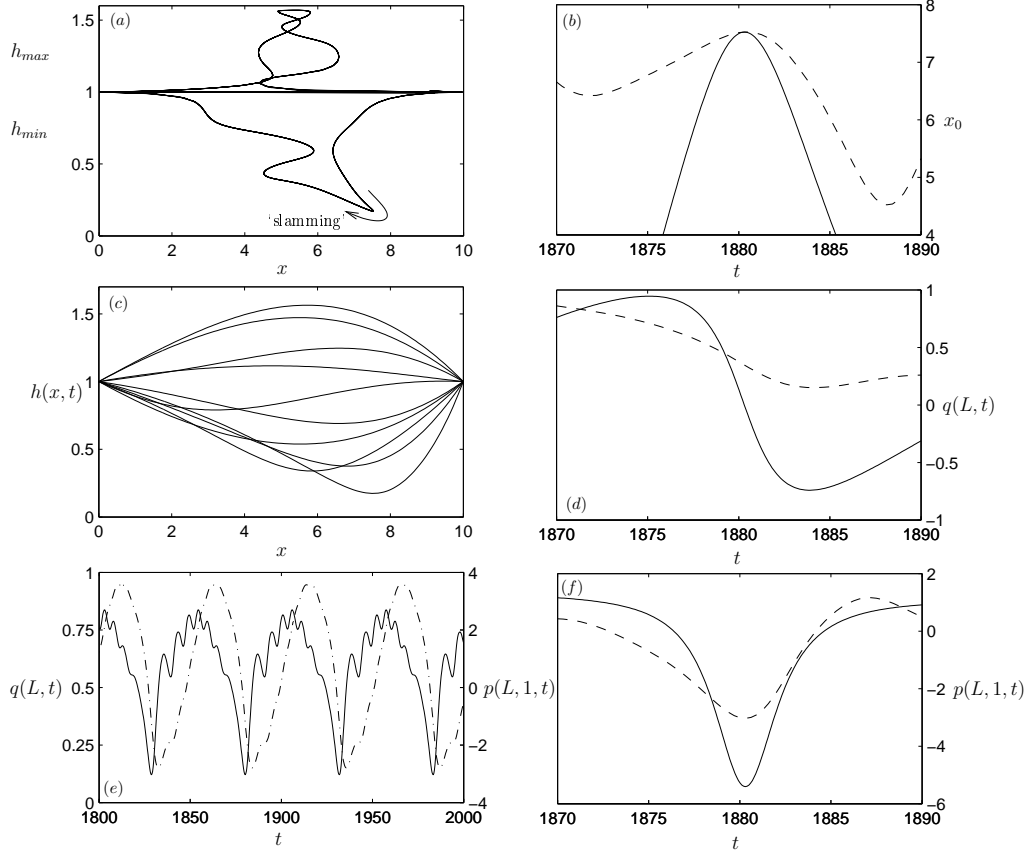 (a)
1.5
1
0.5
0
h_max
h_min
'slamming'
0 2 4 6 8 10
x
(b)
8
7
6
5
4
x_0
1870 1875 1880 1885 1890
t
(c)
1.5
1
0.5
0
h(x, t)
0 2 4 6 8 10
x
(d)
1
0.5
0
−0.5
−1
q(L, t)
1870 1875 1880 1885 1890
t
(e)
1
0.75
0.5
0.25
0
q(L, t)
4
2
0
−2
−4
p(L, 1, t)
1800 1850 1900 1950 2000
t
(f)
2
0
−2
−4
−6
p(L, 1, t)
1870 1875 1880 1885 1890
t